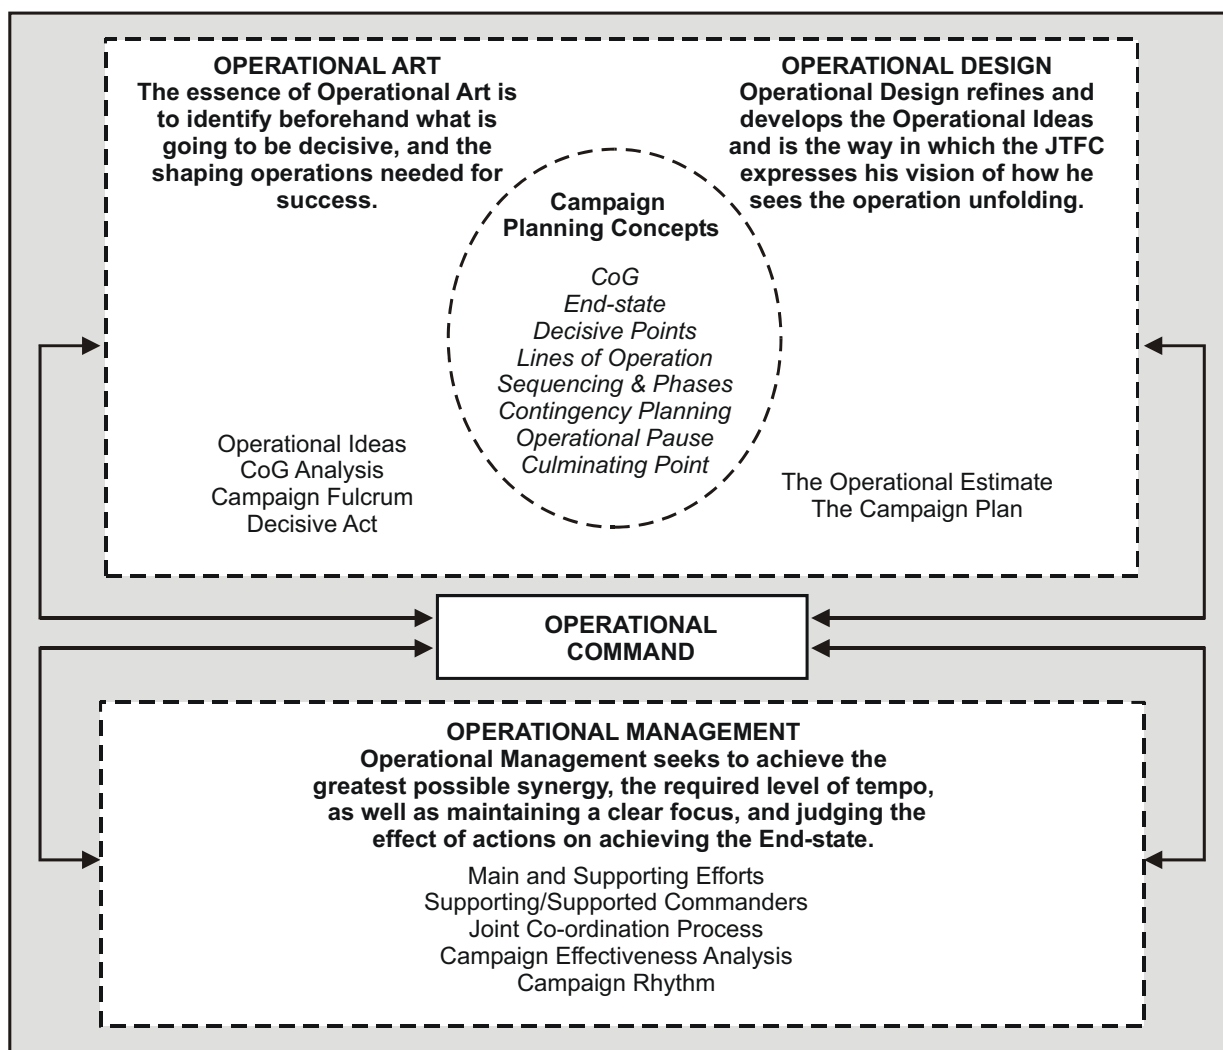 OPERATIONAL ART
The essence of Operational Art is
to identify beforehand what is
going to be decisive, and the
shaping operations needed for
success.
OPERATIONAL DESIGN
Operational Design refines and
develops the Operational Ideas
and is the way in which the JTFC
expresses his vision of how he
sees the operation unfolding.
Campaign
Planning Concepts
CoG
End-state
Decisive Points
Lines of Operation
Sequencing & Phases
Contingency Planning
Operational Pause
Culminating Point
Operational Ideas
CoG Analysis
Campaign Fulcrum
Decisive Act
The Operational Estimate
The Campaign Plan
OPERATIONAL
COMMAND
OPERATIONAL MANAGEMENT
Operational Management seeks to achieve the
greatest possible synergy, the required level of tempo,
as well as maintaining a clear focus, and judging the
effect of actions on achieving the End-state.
Main and Supporting Efforts
Supporting/Supported Commanders
Joint Co-ordination Process
Campaign Effectiveness Analysis
Campaign Rhythm